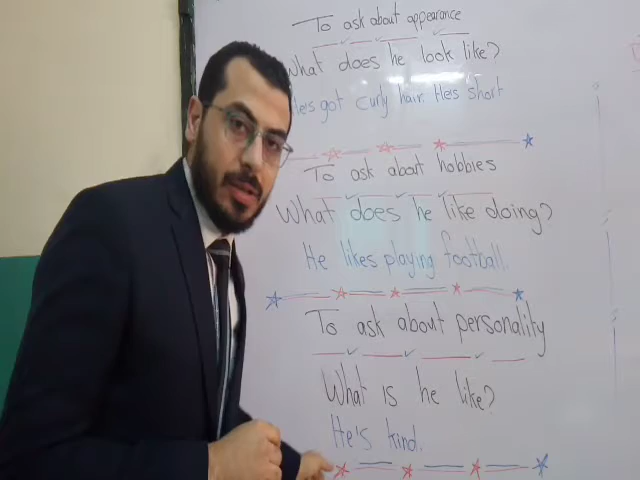 To ask about appearance
What does he look like?
He's got curly hair. He's short
To ask about hobbies
What does he like doing?
He likes playing football.
To ask about personality
What is he like?
He's kind.